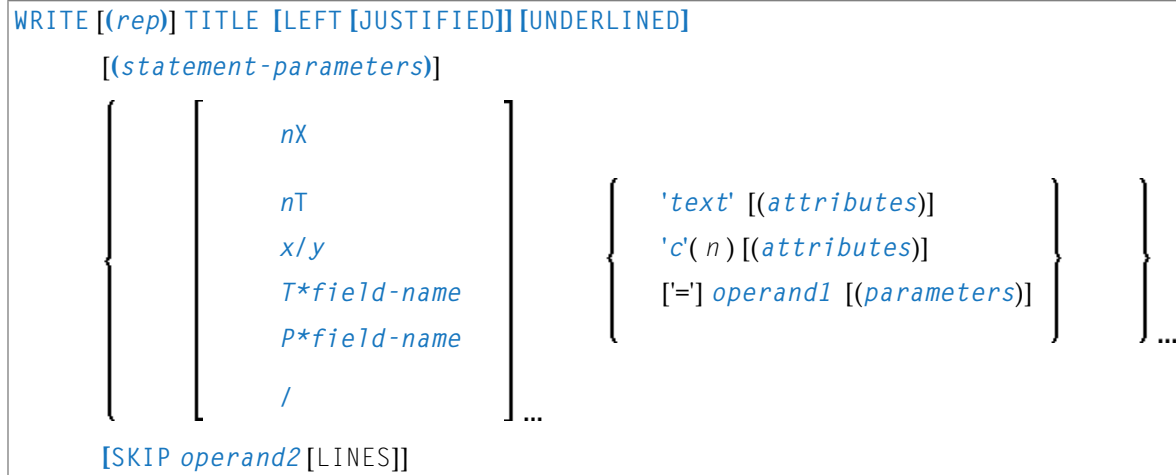 WRITE [(rep)] TITLE [LEFT [JUSTIFIED]] [UNDERLINED]
[(statement-parameters)]
nX
nT
x/y
T*field-name
P*field-name
/
...
'text' [(attributes)]
'c'( n ) [(attributes)]
['='] operand1 [(parameters)]
...
[SKIP operand2 [LINES]]